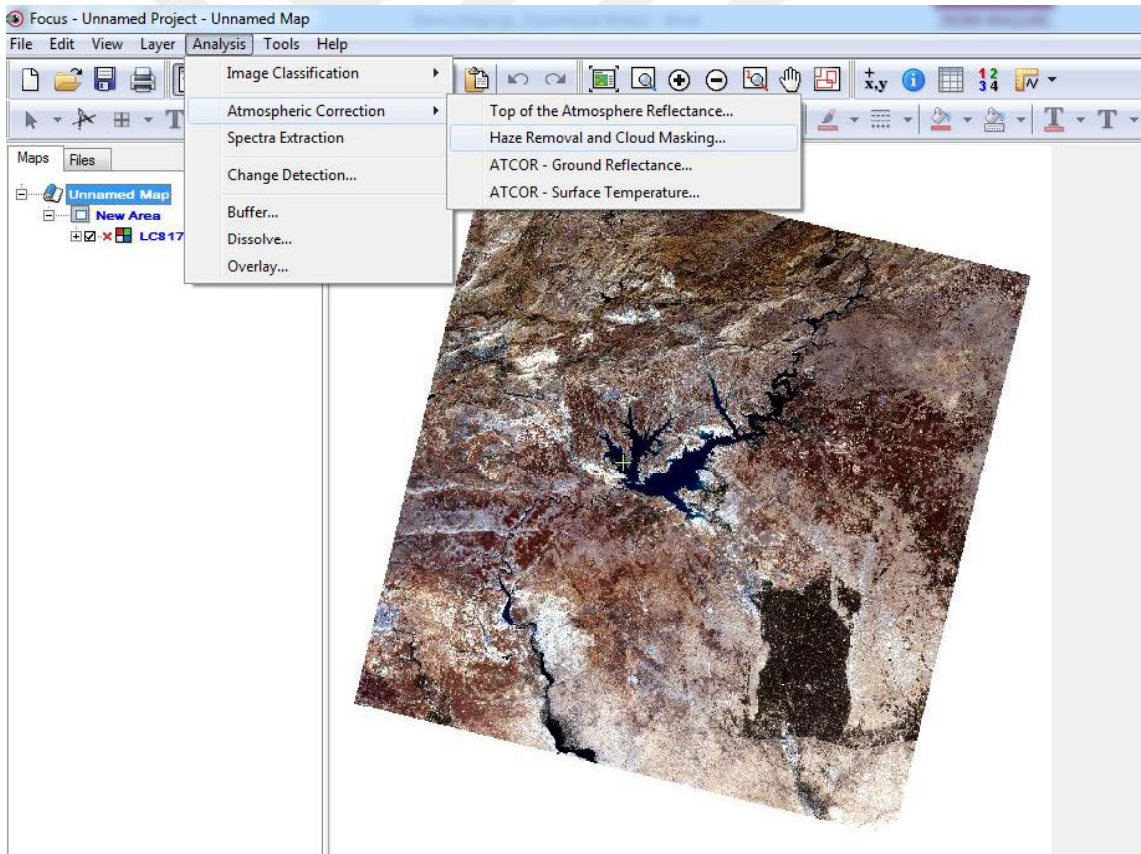 Focus - Unnamed Project - Unnamed Map
File Edit View Layer Analysis Tools Help
Image Classification
Atmospheric Correction
Spectra Extraction
Change Detection...
Buffer...
Dissolve...
Overlay...
Top of the Atmosphere Reflectance...
Haze Removal and Cloud Masking...
ATCOR - Ground Reflectance...
ATCOR - Surface Temperature...
Maps Files
Unnamed Map
New Area
LC817